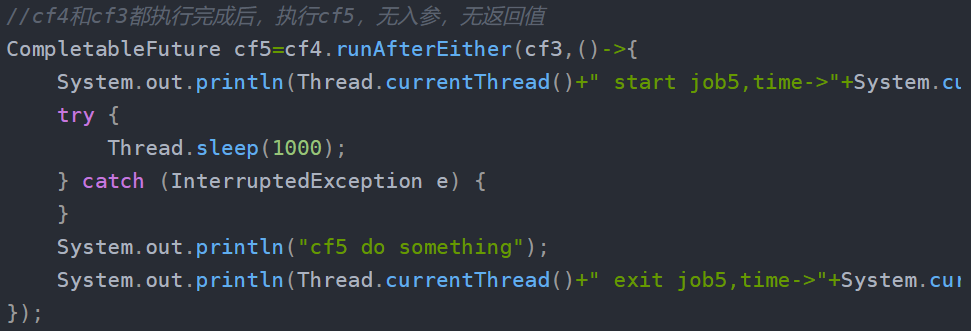 //cf4和cf3都执行完成后，执行cf5，无入参，无返回值
CompletableFuture cf5=cf4.runAfterEither(cf3,()->{
    System.out.println(Thread.currentThread()+" start job5,time->"+System.cu
    try {
        Thread.sleep(1000);
    } catch (InterruptedException e) {
    }
    System.out.println("cf5 do something");
    System.out.println(Thread.currentThread()+" exit job5,time->"+System.cur
});